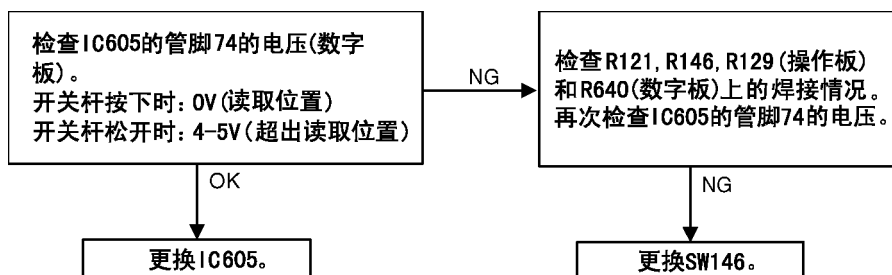 检查IC605的管脚74的电压(数字
板)。
开关杆按下时: 0V(读取位置)
开关杆松开时: 4-5V(超出读取位置)
NG
检查R121, R146, R129(操作板)
和R640(数字板)上的焊接情况。
再次检查IC605的管脚74的电压。
OK
NG
更换IC605。
更换SW146。